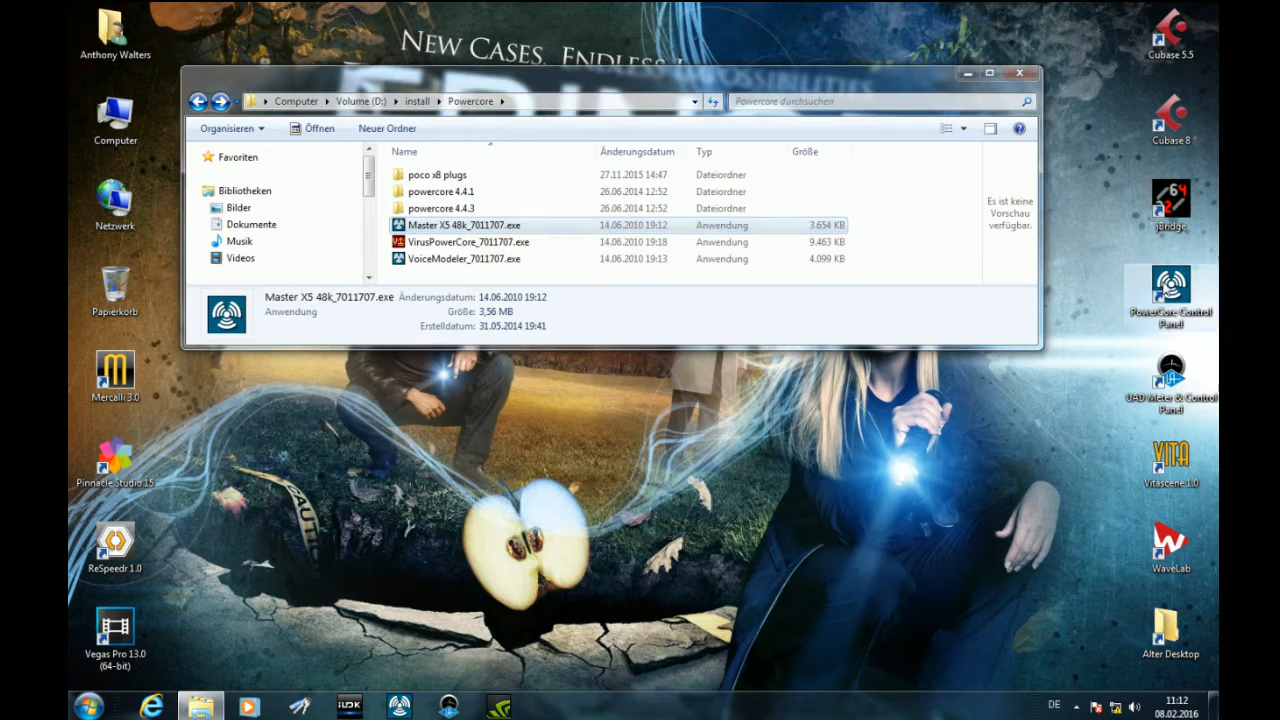 NEW CASES. ENDLESS POSSIBILITIES
Anthony Walters
Computer
Netzwerk
Papierkorb
Mercalli 3.0
Pinnacle Studio 15
ReSpeedr 1.0
Vegas Pro 13.0
(64-bit)
Computer
Volume (D:)
install
Powercore
Powercore durchsuchen
Organisieren
Öffnen
Neuer Ordner
Favoriten
Bibliotheken
Bilder
Dokumente
Musik
Videos
Name Änderungsdatum Typ Größe
poco x8 plugs 27.11.2015 14:47 Dateiordner
powercore 4.4.1 26.06.2014 12:52 Dateiordner
powercore 4.4.3 26.06.2014 12:52 Dateiordner
Master X5 48k_7011707.exe 14.06.2010 19:12 Anwendung 3.654 KB
VirusPowerCore_7011707.exe 14.06.2010 19:18 Anwendung 9.463 KB
VoiceModeler_7011707.exe 14.06.2010 19:13 Anwendung 4.099 KB
Es ist keine
Vorschau
verfügbar.
Master X5 48k_7011707.exe Änderungsdatum: 14.06.2010 19:12
Anwendung Größe: 3,56 MB
Erstelldatum: 31.05.2014 19:41
CAUTI
Cubase 5.5
Cubase 8
64
32
jBridge
PowerCore Control
Panel
UAD Meter & Control
Panel
VITA
Vitascene 1.0
WaveLab
Alter Desktop
iLOK
DE
11:12
08.02.2016